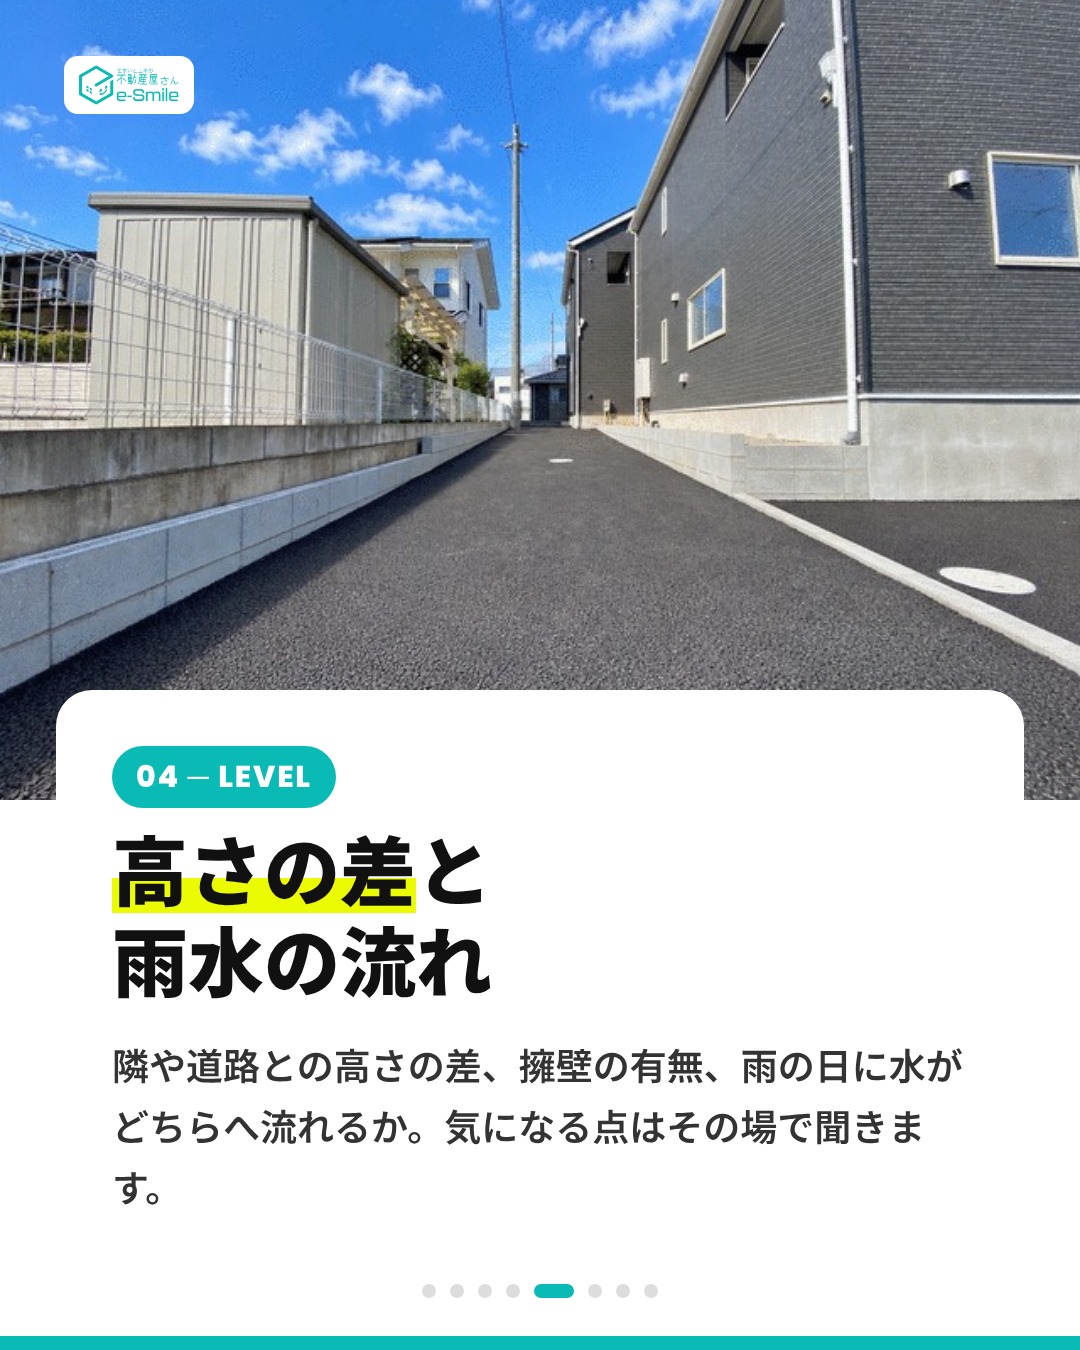 不動産屋さん
e-Smile
04 — LEVEL
高さの差と
雨水の流れ
隣や道路との高さの差、擁壁の有無、雨の日に水が
どちらへ流れるか。気になる点はその場で聞きま
す。